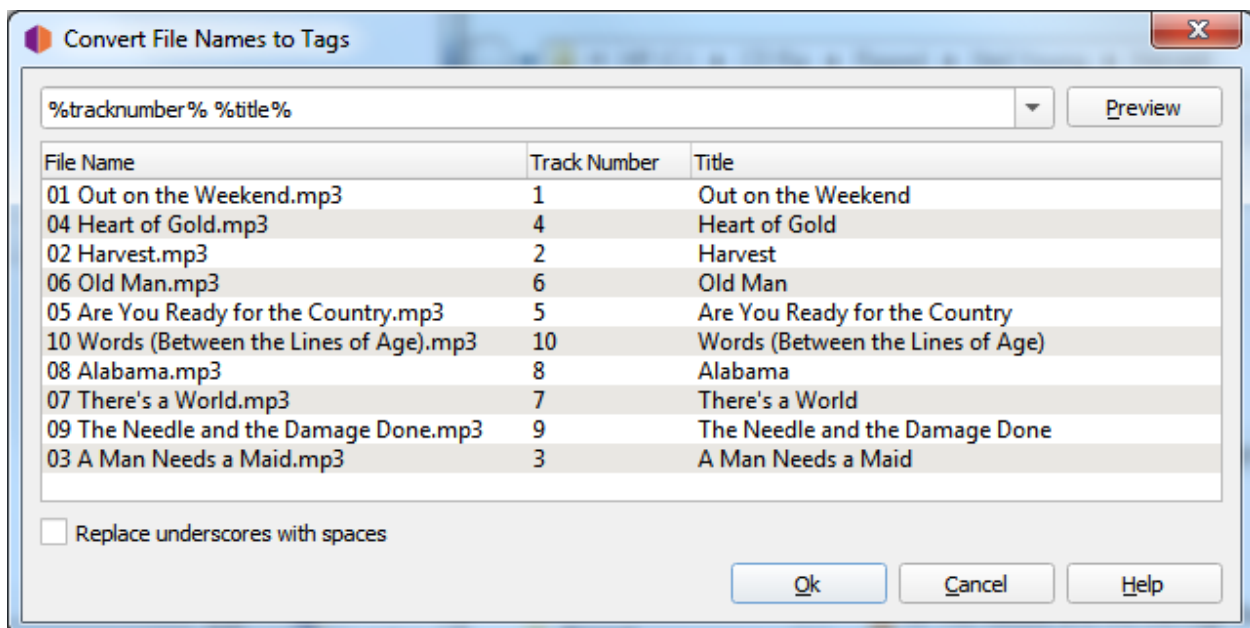 Convert File Names to Tags
%tracknumber% %title%
Preview
File Name Track Number Title
01 Out on the Weekend.mp3 1 Out on the Weekend
04 Heart of Gold.mp3 4 Heart of Gold
02 Harvest.mp3 2 Harvest
06 Old Man.mp3 6 Old Man
05 Are You Ready for the Country.mp3 5 Are You Ready for the Country
10 Words (Between the Lines of Age).mp3 10 Words (Between the Lines of Age)
08 Alabama.mp3 8 Alabama
07 There's a World.mp3 7 There's a World
09 The Needle and the Damage Done.mp3 9 The Needle and the Damage Done
03 A Man Needs a Maid.mp3 3 A Man Needs a Maid
Replace underscores with spaces
Ok Cancel Help